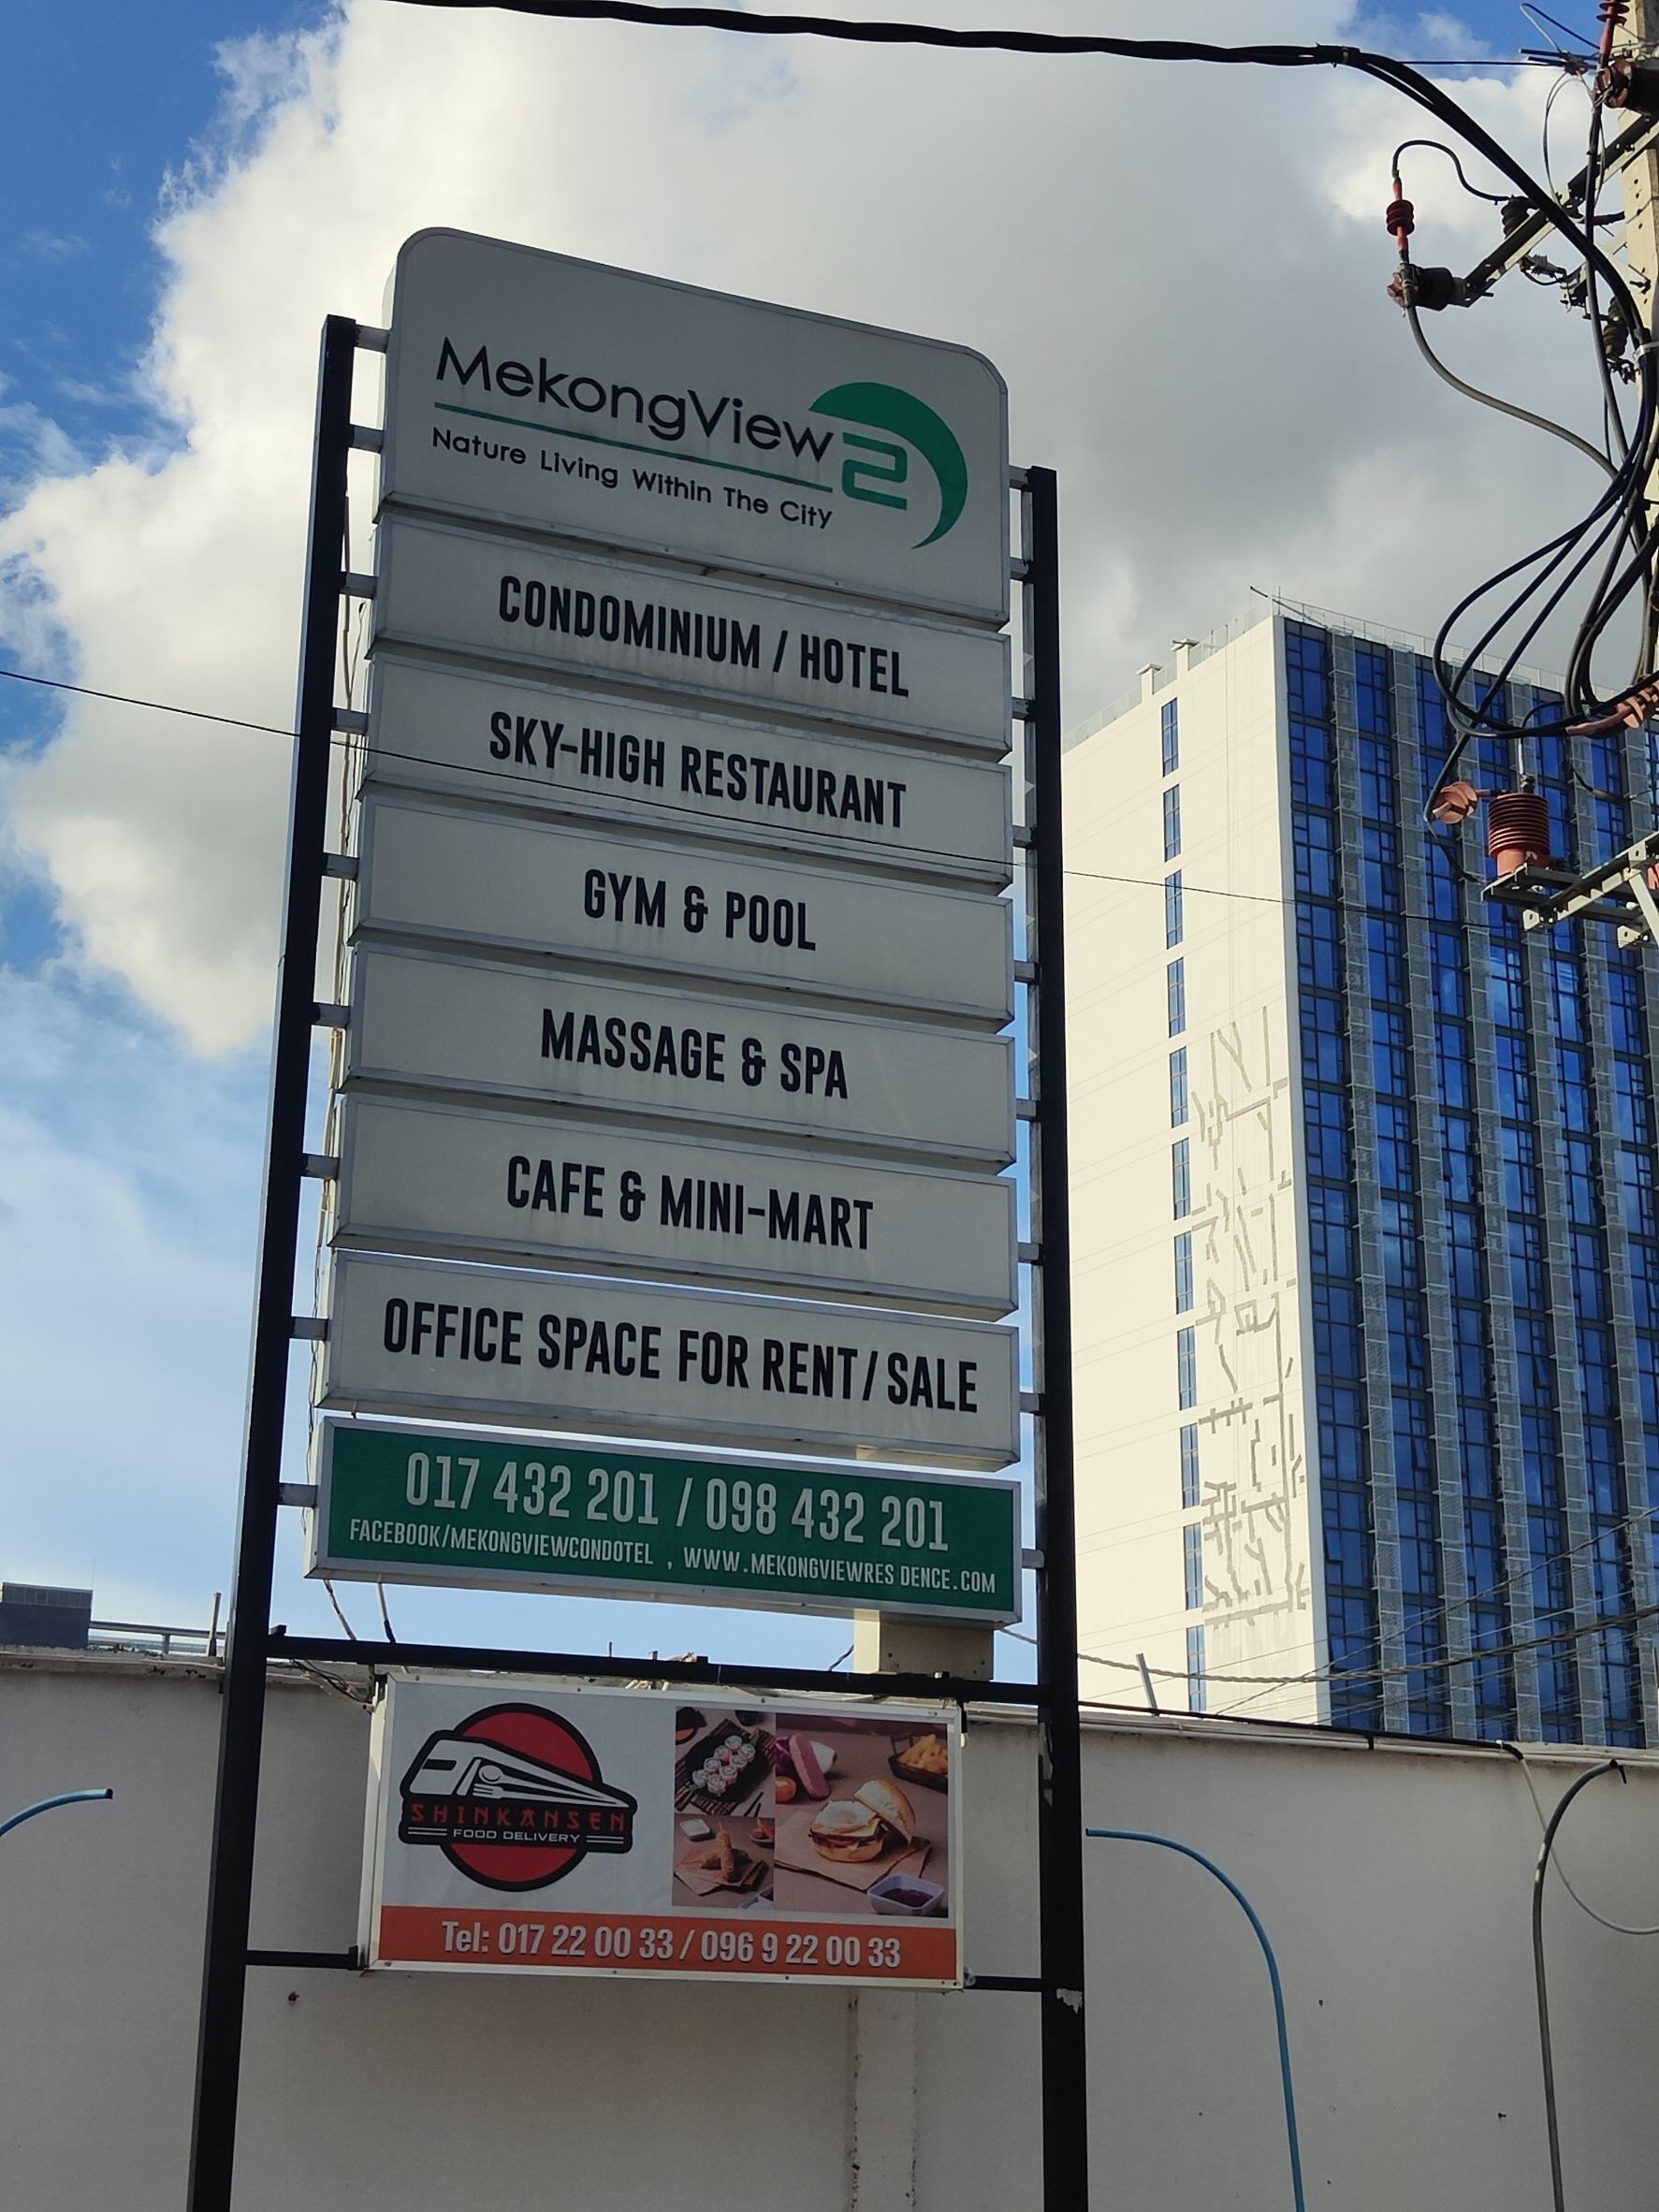 MekongView 2
Nature Living Within The City
CONDOMINIUM / HOTEL
SKY-HIGH RESTAURANT
GYM & POOL
MASSAGE & SPA
CAFE & MINI-MART
OFFICE SPACE FOR RENT/SALE
017 432 201 / 098 432 201
FACEBOOK/MEKONGVIEWCONDOTEL , WWW.MEKONGVIEWRES DENCE.COM
SHINKANSEN
FOOD DELIVERY
Tel: 017 22 00 33 / 096 9 22 00 33